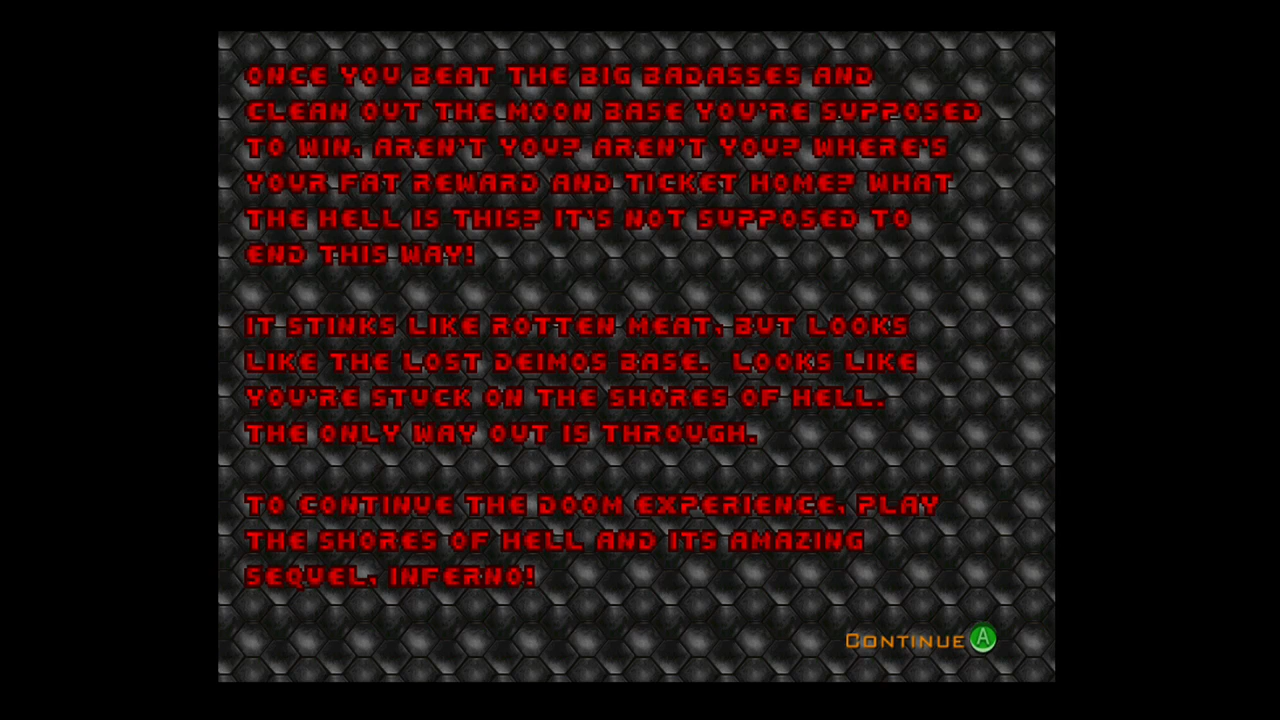 ONCE YOU BEAT THE BIG BADASSES AND
CLEAN OUT THE MOON BASE YOU'RE SUPPOSED
TO WIN, AREN'T YOU? AREN'T YOU? WHERE'S
YOUR FAT REWARD AND TICKET HOME? WHAT
THE HELL IS THIS? IT'S NOT SUPPOSED TO
END THIS WAY!
IT STINKS LIKE ROTTEN MEAT, BUT LOOKS
LIKE THE LOST DEIMOS BASE.  LOOKS LIKE
YOU'RE STUCK ON THE SHORES OF HELL.
THE ONLY WAY OUT IS THROUGH.
TO CONTINUE THE DOOM EXPERIENCE, PLAY
THE SHORES OF HELL AND ITS AMAZING
SEQUEL, INFERNO!
CONTINUE A